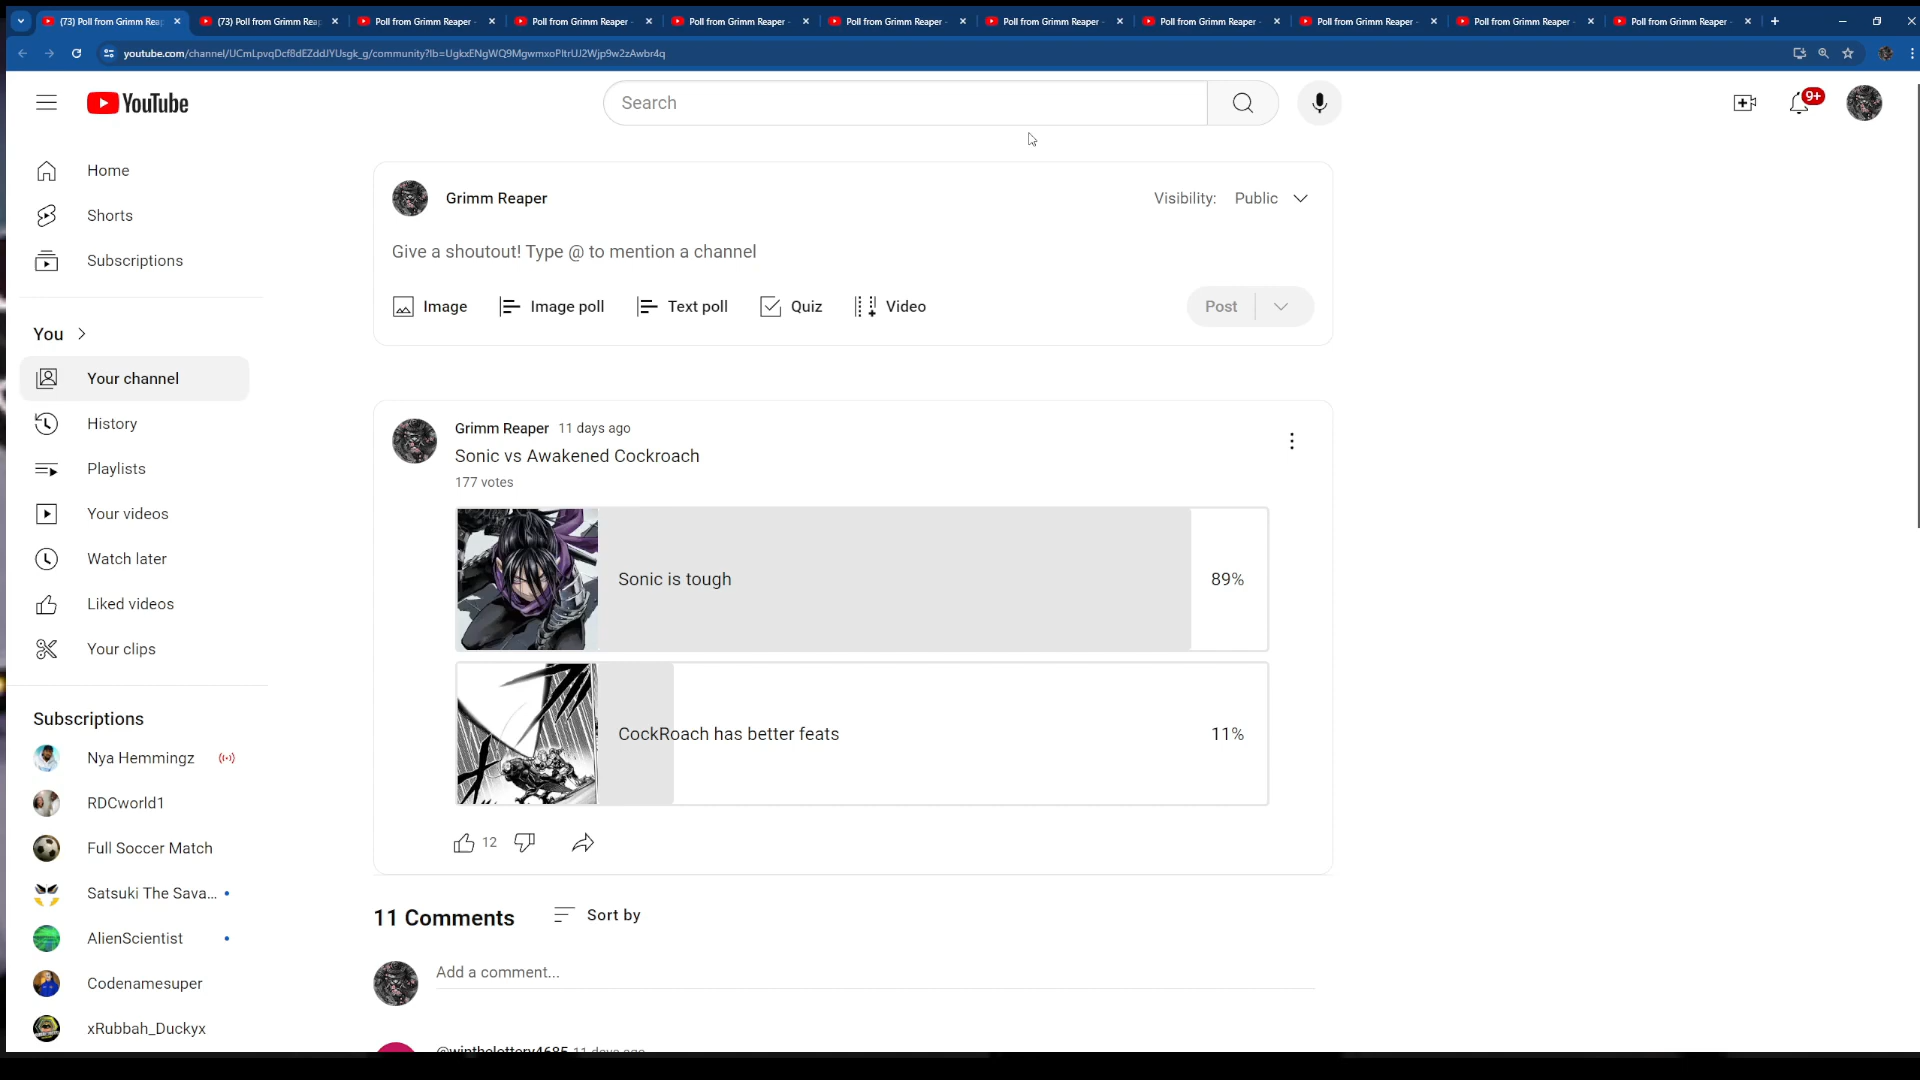 (73) Poll from Grimm Rea
(73) Poll from Grimm Rea
Poll from Grimm Reaper -
Poll from Grimm Reaper -
Poll from Grimm Reaper -
Poll from Grimm Reaper -
Poll from Grimm Reaper -
Poll from Grimm Reaper -
Poll from Grimm Reaper -
Poll from Grimm Reaper -
Poll from Grimm Reaper -
youtube.com/channel/UCmLpvqDcf8dEZddJYUsgk_g/community?lb=UgkxENgWQ9MgwmxoPltrUJ2Wjp9w2zAwbr4q
YouTube
Search
9+
Home
Shorts
Subscriptions
You
Your channel
History
Playlists
Your videos
Watch later
Liked videos
Your clips
Subscriptions
Nya Hemmingz
RDCworld1
Full Soccer Match
Satsuki The Sava...
AlienScientist
Codenamesuper
xRubbah_Duckyx
Grimm Reaper
Visibility: Public
Give a shoutout! Type @ to mention a channel
Image
Image poll
Text poll
Quiz
Video
Post
Grimm Reaper 11 days ago
Sonic vs Awakened Cockroach
177 votes
Sonic is tough 89%
CockRoach has better feats 11%
12
11 Comments
Sort by
Add a comment...
@winthelottery4685 11 days ago